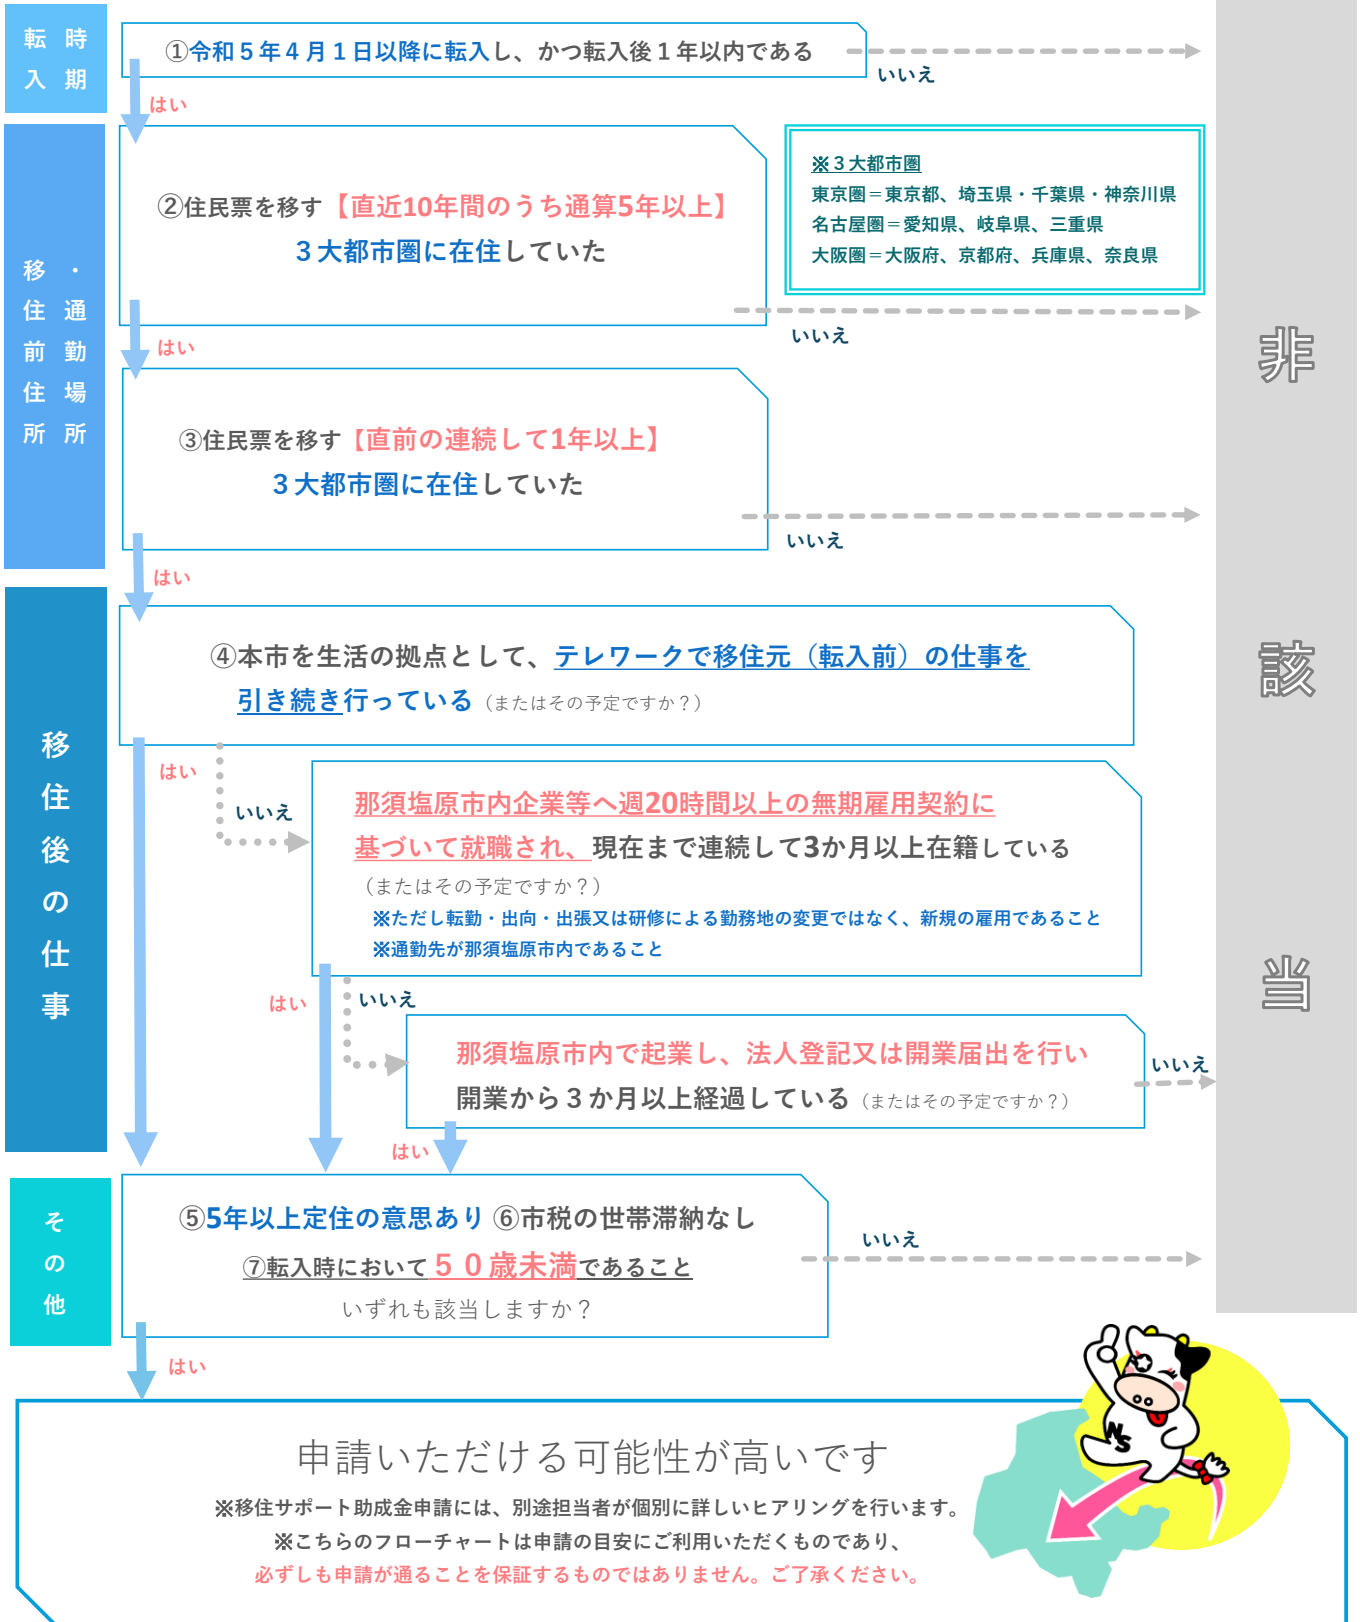 転入時期
①令和５年４月１日以降に転入し、かつ転入後１年以内である
いいえ
はい
移住前住所・通勤場所
②住民票を移す【直近10年間のうち通算5年以上】
３大都市圏に在住していた
※３大都市圏
東京圏＝東京都、埼玉県・千葉県・神奈川県
名古屋圏＝愛知県、岐阜県、三重県
大阪圏＝大阪府、京都府、兵庫県、奈良県
いいえ
はい
③住民票を移す【直前の連続して1年以上】
３大都市圏に在住していた
いいえ
はい
移住後の仕事
④本市を生活の拠点として、テレワークで移住元（転入前）の仕事を
引き続き行っている（またはその予定ですか？）
はい
いいえ
那須塩原市内企業等へ週20時間以上の無期雇用契約に
基づいて就職され、現在まで連続して3か月以上在籍している
（またはその予定ですか？）
※ただし転勤・出向・出張又は研修による勤務地の変更ではなく、新規の雇用であること
※通勤先が那須塩原市内であること
はい
いいえ
那須塩原市内で起業し、法人登記又は開業届出を行い
開業から３か月以上経過している（またはその予定ですか？）
いいえ
はい
その他
⑤5年以上定住の意思あり ⑥市税の世帯滞納なし
⑦転入時において５０歳未満であること
いずれも該当しますか？
いいえ
はい
非該当
申請いただける可能性が高いです
※移住サポート助成金申請には、別途担当者が個別に詳しいヒアリングを行います。
※こちらのフローチャートは申請の目安にご利用いただくものであり、
必ずしも申請が通ることを保証するものではありません。ご了承ください。
NS